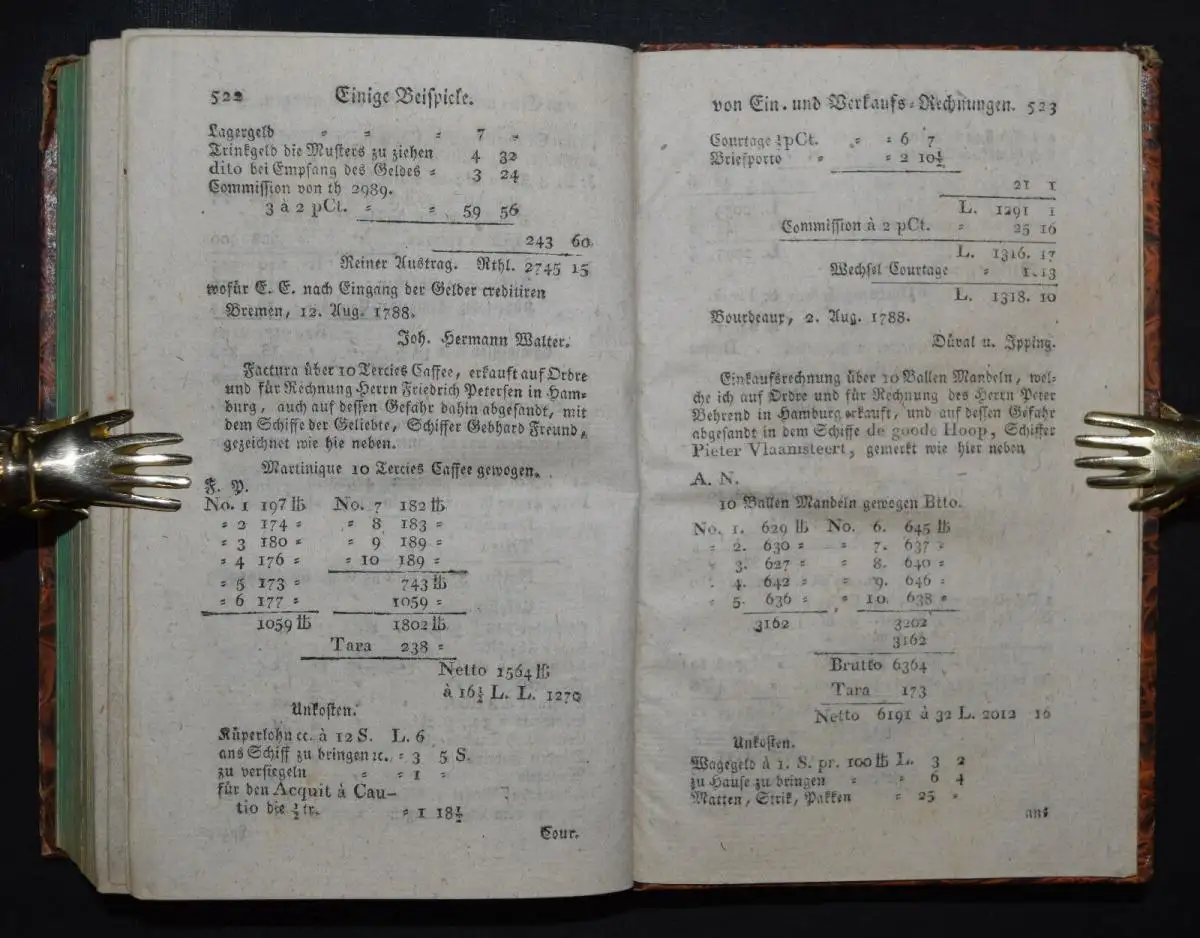 522 Einige Beispiele.
Lagergeld = = = 7 =
Trinkgeld die Musters zu ziehen 4 32
dito bei Empfang des Geldes = 3 24
Commission von th 2989.
3 à 2 pCt. = = 59 56
243 60
Reiner Austrag. Rthl. 2745 15
wofür E. E. nach Eingang der Gelder creditiren
Bremen, 12. Aug. 1788.
Joh. Hermann Walter.
Factura über 10 Tercies Caffee, erkauft auf Ordre
und für Rechnung Herrn Friedrich Petersen in Ham-
burg, auch auf dessen Gefahr dahin abgesandt, mit
dem Schiffe der Geliebte, Schiffer Gebhard Freund,
gezeichnet wie hie neben.
Martinique 10 Tercies Caffee gewogen.
F. P.
No. 1 197 lb No. 7 182 lb
= 2 174 = = 8 183 =
= 3 180 = = 9 189 =
= 4 176 = = 10 189 =
= 5 173 = 743 lb
= 6 177 = 1059 =
1059 lb 1802 lb
Tara 238 =
Netto 1564 lb
à 16¼ L. L. 1270
Unkosten.
Küperlohn cc. à 12 S. L. 6
ans Schiff zu bringen ꝛc. = 3 5 S.
zu versiegeln = = 1 =
für den Acquit à Cau-
tio die ½ tr. = 1 18½
Cour.
von Ein- und Verkaufs-Rechnungen. 523
Courtage ½ pCt. = = 6 7
Briefporto = = 2 10½
21 1
L. 1291 1
Commission à 2 pCt. = 25 16
L. 1316. 17
Wechsel Courtage = 1.13
L. 1318. 10
Bourdeaux, 2. Aug. 1788.
Düval u. Ipping.
Einkaufsrechnung über 10 Ballen Mandeln, wel-
che ich auf Ordre und für Rechnung des Herrn Peter
Behrend in Hamburg erkauft, und auf dessen Gefahr
abgesandt in dem Schiffe de goode Hoop, Schiffer
Pieter Vlaamsteert, gemerkt wie hier neben
A. N.
10 Ballen Mandeln gewogen Btto.
No. 1. 629 lb No. 6. 645 lb
= 2. 630 = = 7. 637 =
= 3. 627 = = 8. 640 =
= 4. 642 = = 9. 646 =
= 5. 636 = = 10. 638 =
3162 3202
3162
Brutto 6364
Tara 173
Netto 6191 à 32 L. 2012 16
Unkosten.
Wagegeld à 1. S. pr. 100 lb L. 3 2
zu Hause zu bringen = = 6 4
Matten, Strik, Pakken = 25 =
ans